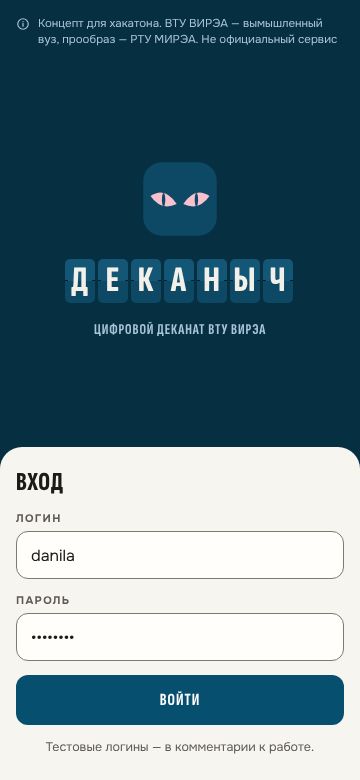 Концепт для хакатона. ВТУ ВИРЭА — вымышленный
вуз, прообраз — РТУ МИРЭА. Не официальный сервис
ДЕКАНЫЧ
ЦИФРОВОЙ ДЕКАНАТ ВТУ ВИРЭА
ВХОД
ЛОГИН
danila
ПАРОЛЬ
••••••••
ВОЙТИ
Тестовые логины — в комментарии к работе.